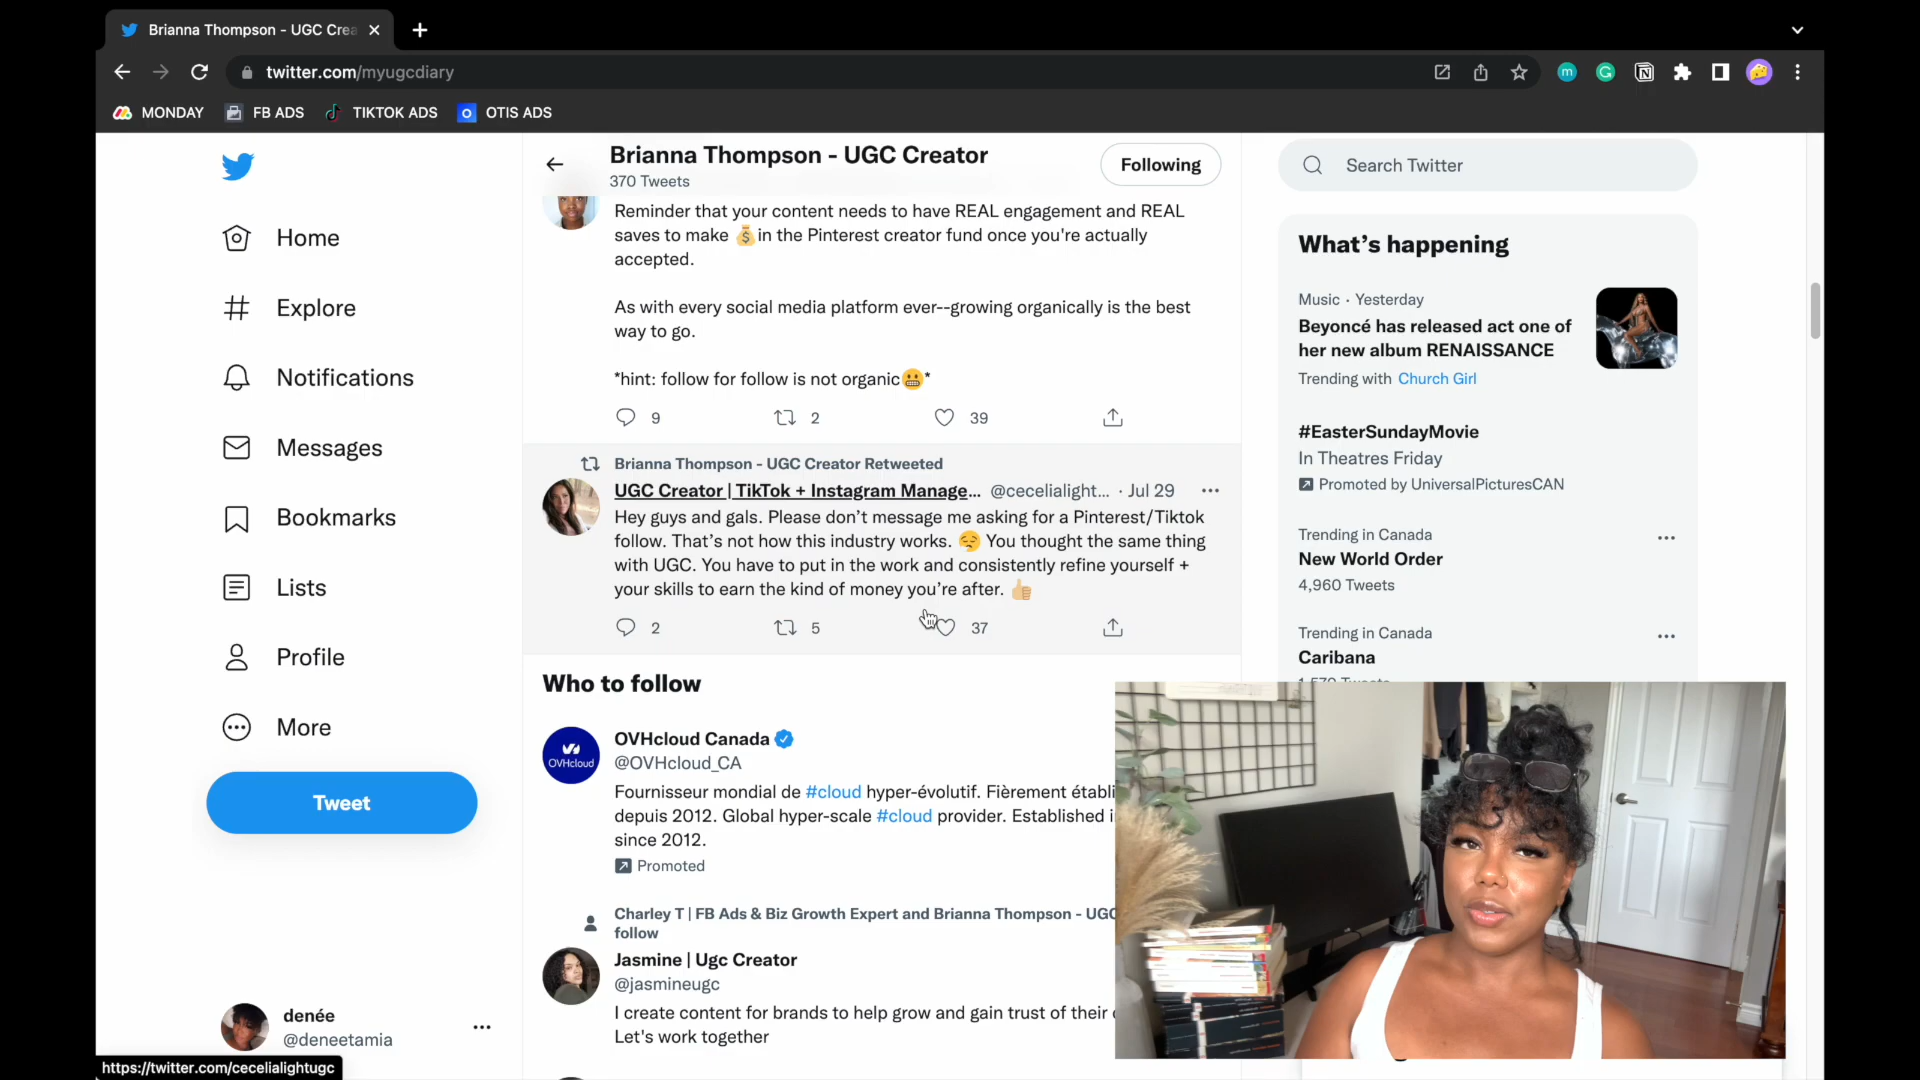 Brianna Thompson - UGC Crea
twitter.com/myugcdiary
MONDAY
FB ADS
TIKTOK ADS
OTIS ADS
Home
Explore
Notifications
Messages
Bookmarks
Lists
Profile
More
Tweet
denée
@deneetamia
https://twitter.com/cecelialightugc
Brianna Thompson - UGC Creator
370 Tweets
Following
Reminder that your content needs to have REAL engagement and REAL
saves to make 💰in the Pinterest creator fund once you're actually
accepted.
As with every social media platform ever--growing organically is the best
way to go.
*hint: follow for follow is not organic😬*
9 2 39
Brianna Thompson - UGC Creator Retweeted
UGC Creator | TikTok + Instagram Manage... @cecelialight... · Jul 29
Hey guys and gals. Please don’t message me asking for a Pinterest/Tiktok
follow. That’s not how this industry works. 😏 You thought the same thing
with UGC. You have to put in the work and consistently refine yourself +
your skills to earn the kind of money you’re after. 👍🏼
2 5 37
Who to follow
OVHcloud Canada
@OVHcloud_CA
OVHcloud
Fournisseur mondial de #cloud hyper-évolutif. Fièrement établi
depuis 2012. Global hyper-scale #cloud provider. Established i
since 2012.
Promoted
Charley T | FB Ads & Biz Growth Expert and Brianna Thompson - UGC
follow
Jasmine | Ugc Creator
@jasmineugc
I create content for brands to help grow and gain trust of their
Let's work together
Search Twitter
What’s happening
Music · Yesterday
Beyoncé has released act one of
her new album RENAISSANCE
Trending with Church Girl
#EasterSundayMovie
In Theatres Friday
Promoted by UniversalPicturesCAN
Trending in Canada
New World Order
4,960 Tweets
Trending in Canada
Caribana